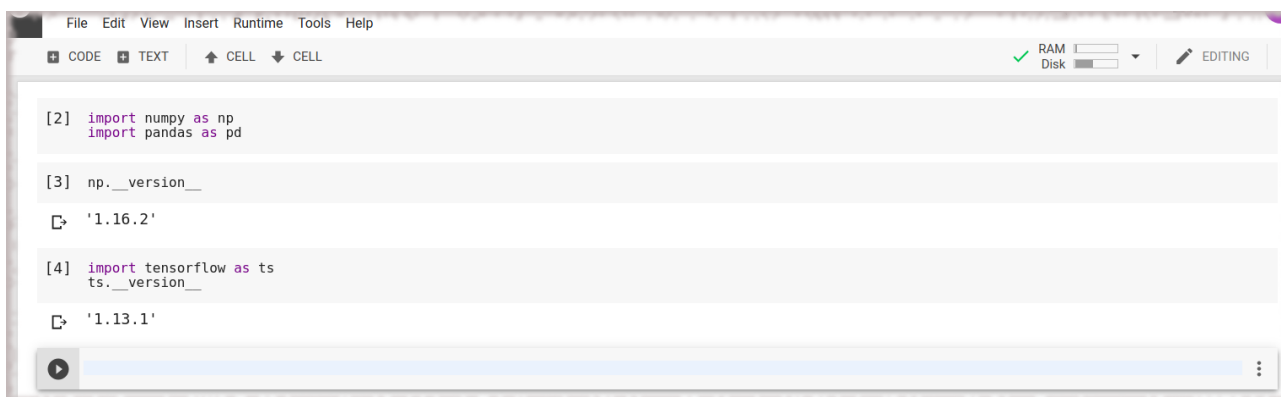 File Edit View Insert Runtime Tools Help
CODE TEXT CELL CELL RAM Disk EDITING
[2] import numpy as np
import pandas as pd
[3] np.__version__
'1.16.2'
[4] import tensorflow as ts
ts.__version__
'1.13.1'